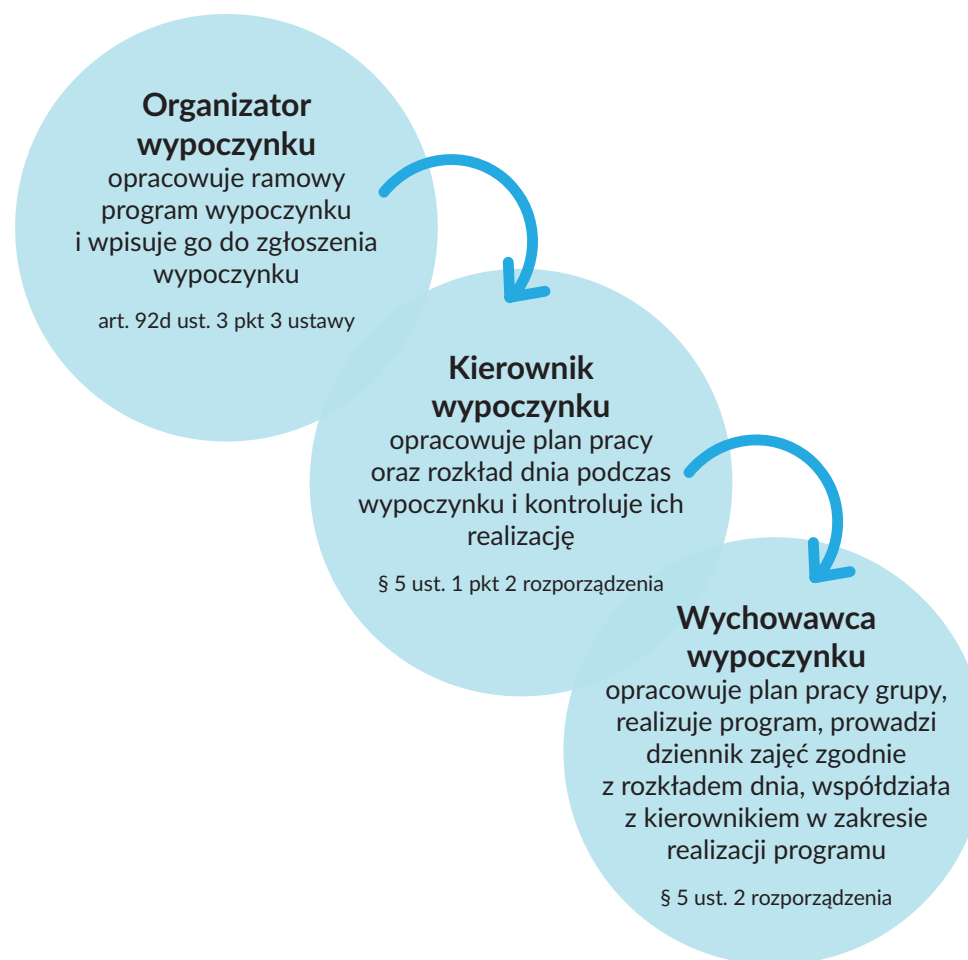 Organizator
wypoczynku
opracowuje ramowy
program wypoczynku
i wpisuje go do zgłoszenia
wypoczynku
art. 92d ust. 3 pkt 3 ustawy
Kierownik
wypoczynku
opracowuje plan pracy
oraz rozkład dnia podczas
wypoczynku i kontroluje ich
realizację
§ 5 ust. 1 pkt 2 rozporządzenia
Wychowawca
wypoczynku
opracowuje plan pracy grupy,
realizuje program, prowadzi
dziennik zajęć zgodnie
z rozkładem dnia, współdziała
z kierownikiem w zakresie
realizacji programu
§ 5 ust. 2 rozporządzenia